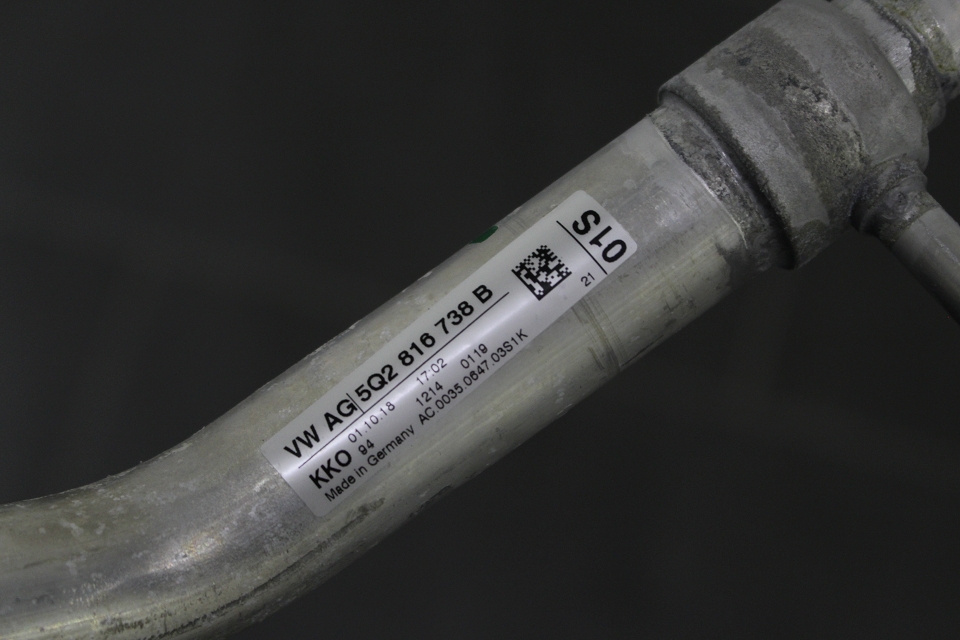 VW AG 5Q2 816 738 B
01.10.18 17.02
KKO 94 1214 0119
Made in Germany AC.0035.0647.03S1K
01S
21